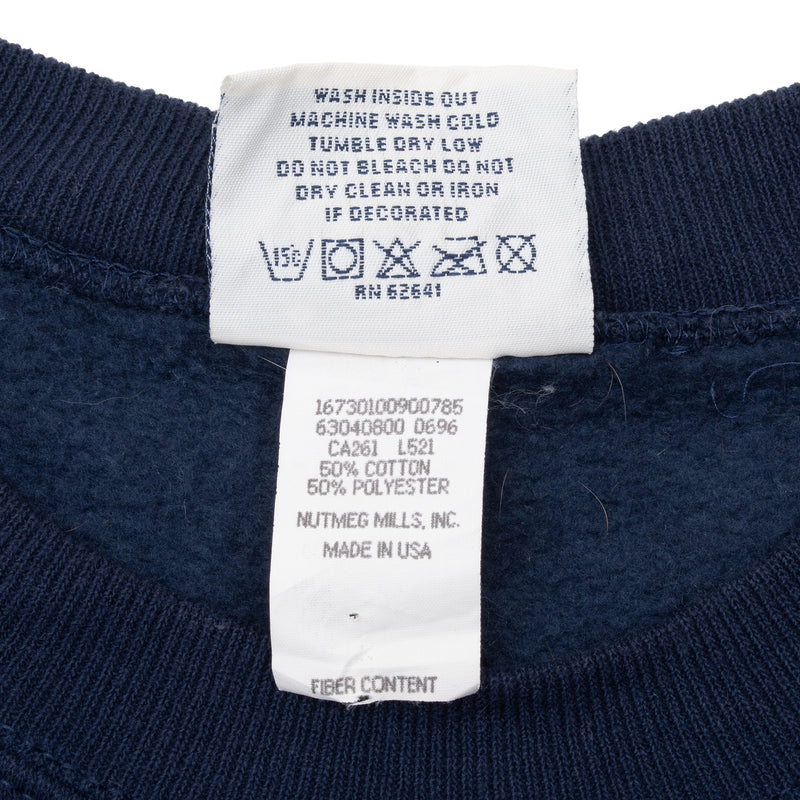 WASH INSIDE OUT
MACHINE WASH COLD
TUMBLE DRY LOW
DO NOT BLEACH DO NOT
DRY CLEAN OR IRON
IF DECORATED
15c
RN 62641
16730100900785
63040800 0696
CA261 L521
50% COTTON
50% POLYESTER
NUTMEG MILLS, INC.
MADE IN USA
FIBER CONTENT